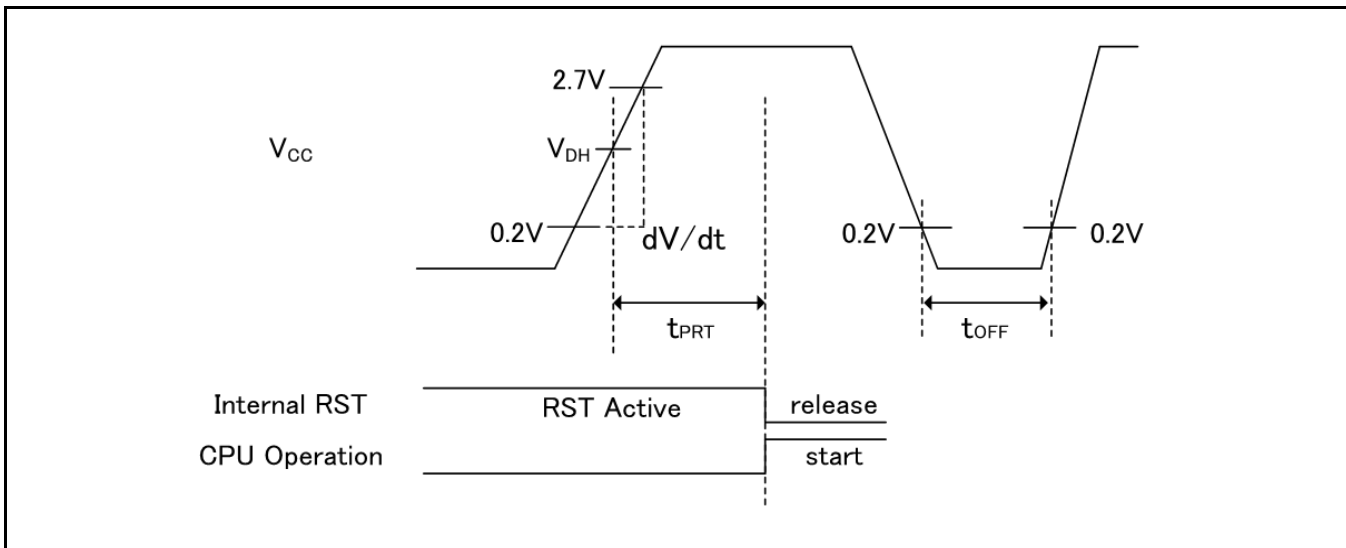 2.7V
VCC
VDH
0.2V
dV/dt
0.2V
0.2V
tPRT
tOFF
Internal RST
RST Active
release
CPU Operation
start